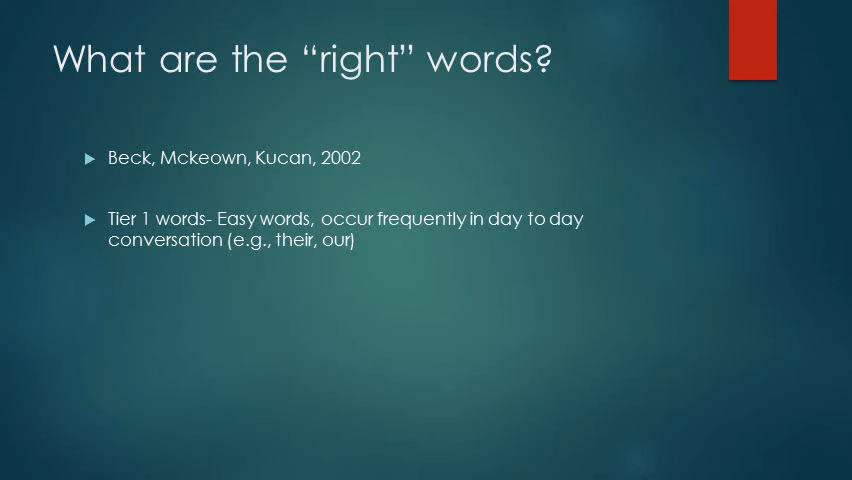 What are the “right” words?
Beck, Mckeown, Kucan, 2002
Tier 1 words- Easy words, occur frequently in day to day
conversation (e.g., their, our)